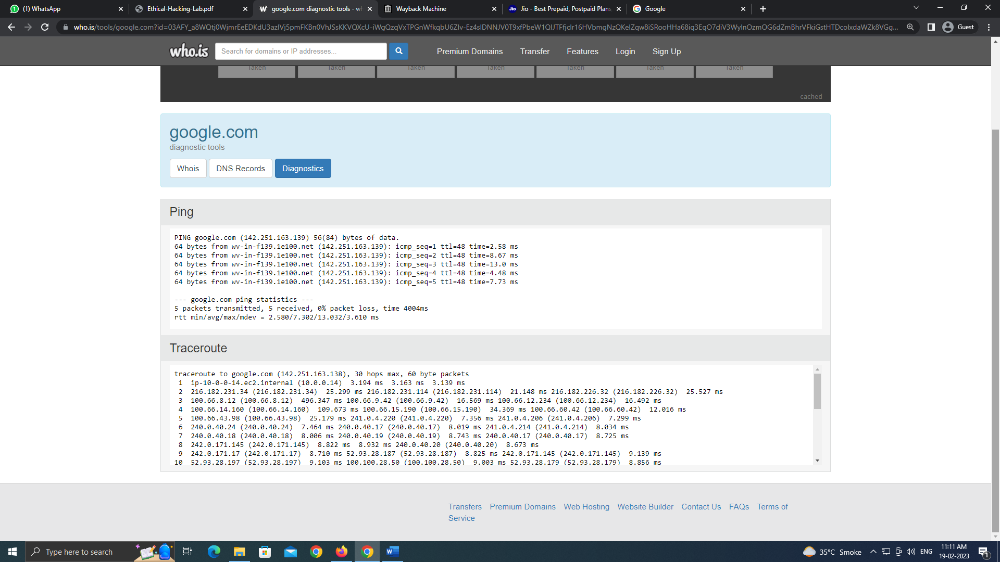 (1) WhatsApp
Ethical-Hacking-Lab.pdf
google.com diagnostic tools - wh
Wayback Machine
Jio - Best Prepaid, Postpaid Plans
Google
Guest
who.is
Search for domains or IP addresses...
Premium Domains
Transfer
Features
Login
Sign Up
Taken Taken Taken Taken Taken Taken Taken
cached
google.com
diagnostic tools
Whois
DNS Records
Diagnostics
Ping
PING google.com (142.251.163.139) 56(84) bytes of data.
64 bytes from wv-in-f139.1e100.net (142.251.163.139): icmp_seq=1 ttl=48 time=2.58 ms
64 bytes from wv-in-f139.1e100.net (142.251.163.139): icmp_seq=2 ttl=48 time=8.67 ms
64 bytes from wv-in-f139.1e100.net (142.251.163.139): icmp_seq=3 ttl=48 time=13.0 ms
64 bytes from wv-in-f139.1e100.net (142.251.163.139): icmp_seq=4 ttl=48 time=4.48 ms
64 bytes from wv-in-f139.1e100.net (142.251.163.139): icmp_seq=5 ttl=48 time=7.73 ms
--- google.com ping statistics ---
5 packets transmitted, 5 received, 0% packet loss, time 4004ms
rtt min/avg/max/mdev = 2.580/7.302/13.032/3.610 ms
Traceroute
traceroute to google.com (142.251.163.138), 30 hops max, 60 byte packets
1 ip-10-0-0-14.ec2.internal (10.0.0.14) 3.194 ms 3.163 ms 3.139 ms
2 216.182.231.34 (216.182.231.34) 25.299 ms 216.182.231.114 (216.182.231.114) 21.148 ms 216.182.226.32 (216.182.226.32) 25.527 ms
3 100.66.8.12 (100.66.8.12) 496.347 ms 100.66.9.42 (100.66.9.42) 16.569 ms 100.66.12.234 (100.66.12.234) 16.492 ms
4 100.66.14.160 (100.66.14.160) 109.673 ms 100.66.15.190 (100.66.15.190) 34.369 ms 100.66.60.42 (100.66.60.42) 12.016 ms
5 100.66.43.98 (100.66.43.98) 25.179 ms 241.0.4.220 (241.0.4.220) 7.356 ms 241.0.4.206 (241.0.4.206) 7.299 ms
6 240.0.40.24 (240.0.40.24) 7.464 ms 240.0.40.17 (240.0.40.17) 8.019 ms 241.0.4.214 (241.0.4.214) 8.034 ms
7 240.0.40.18 (240.0.40.18) 8.006 ms 240.0.40.19 (240.0.40.19) 8.743 ms 240.0.40.17 (240.0.40.17) 8.725 ms
8 242.0.171.145 (242.0.171.145) 8.822 ms 8.932 ms 240.0.40.20 (240.0.40.20) 8.673 ms
9 242.0.171.17 (242.0.171.17) 8.710 ms 52.93.28.187 (52.93.28.187) 8.825 ms 242.0.171.145 (242.0.171.145) 9.139 ms
10 52.93.28.197 (52.93.28.197) 9.103 ms 100.100.28.50 (100.100.28.50) 9.003 ms 52.93.28.179 (52.93.28.179) 8.856 ms
Transfers Premium Domains Web Hosting Website Builder Contact Us FAQs Terms of
Service
Type here to search
35°C Smoke
ENG
11:11 AM
19-02-2023
1